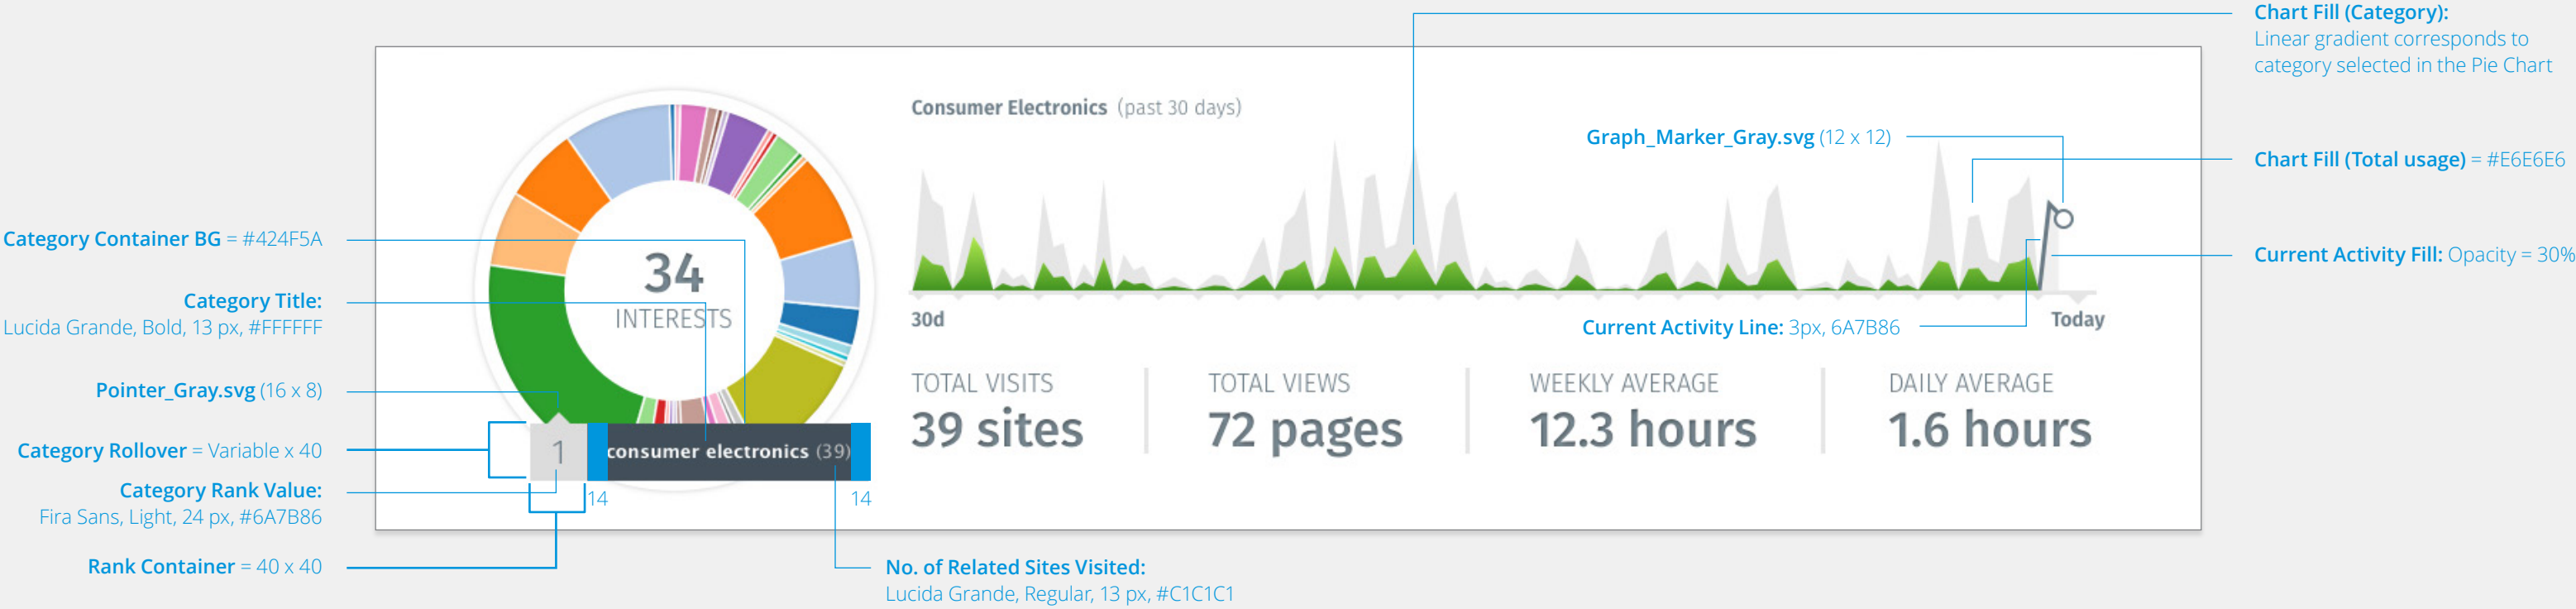 Chart Fill (Category):
Linear gradient corresponds to
category selected in the Pie Chart
Consumer Electronics (past 30 days)
Graph_Marker_Gray.svg (12 x 12)
Chart Fill (Total usage) = #E6E6E6
Category Container BG = #424F5A
Current Activity Fill: Opacity = 30%
34
INTERESTS
Category Title:
Lucida Grande, Bold, 13 px, #FFFFFF
30d
Current Activity Line: 3px, 6A7B86
Today
Pointer_Gray.svg (16 x 8)
TOTAL VISITS
39 sites
TOTAL VIEWS
72 pages
WEEKLY AVERAGE
12.3 hours
DAILY AVERAGE
1.6 hours
Category Rollover = Variable x 40
1
consumer electronics (39)
14
14
Category Rank Value:
Fira Sans, Light, 24 px, #6A7B86
Rank Container = 40 x 40
No. of Related Sites Visited:
Lucida Grande, Regular, 13 px, #C1C1C1